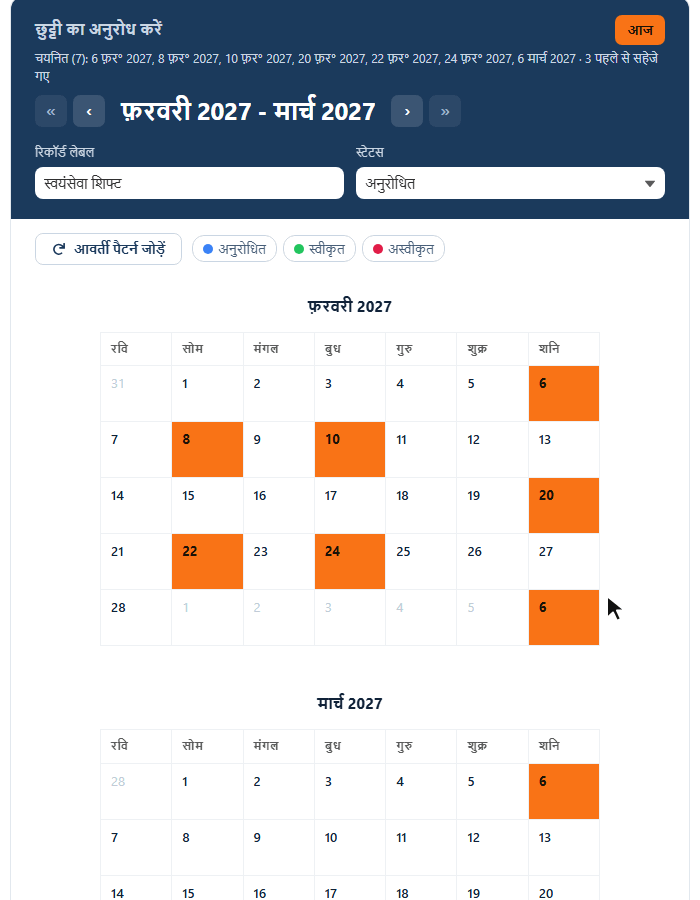 छुट्टी का अनुरोध करें
आज
चयनित (7): 6 फ़र॰ 2027, 8 फ़र॰ 2027, 10 फ़र॰ 2027, 20 फ़र॰ 2027, 22 फ़र॰ 2027, 24 फ़र॰ 2027, 6 मार्च 2027 · 3 पहले से सहेजे
गए
« ‹ फ़रवरी 2027 - मार्च 2027 › »
रिकॉर्ड लेबल स्टेटस
स्वयंसेवा शिफ्ट अनुरोधित
आवर्ती पैटर्न जोड़ें अनुरोधित स्वीकृत अस्वीकृत
फ़रवरी 2027
रवि सोम मंगल बुध गुरु शुक्र शनि
31 1 2 3 4 5 6
7 8 9 10 11 12 13
14 15 16 17 18 19 20
21 22 23 24 25 26 27
28 1 2 3 4 5 6
मार्च 2027
रवि सोम मंगल बुध गुरु शुक्र शनि
28 1 2 3 4 5 6
7 8 9 10 11 12 13
14 15 16 17 18 19 20